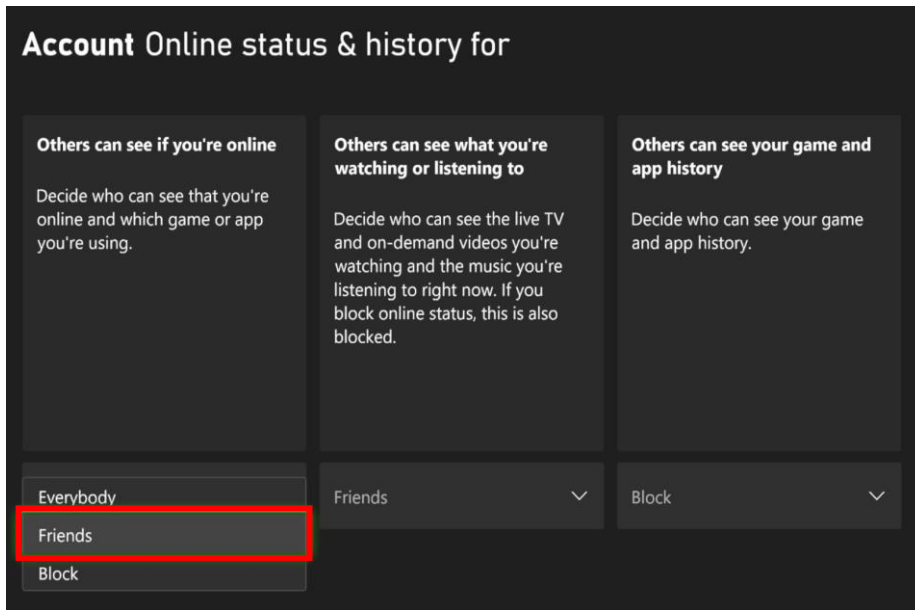 Account Online status & history for
Others can see if you're online
Decide who can see that you're
online and which game or app
you're using.
Others can see what you're
watching or listening to
Decide who can see the live TV
and on-demand videos you're
watching and the music you're
listening to right now. If you
block online status, this is also
blocked.
Others can see your game and
app history
Decide who can see your game
and app history.
Everybody
Friends
Block
Friends
Block